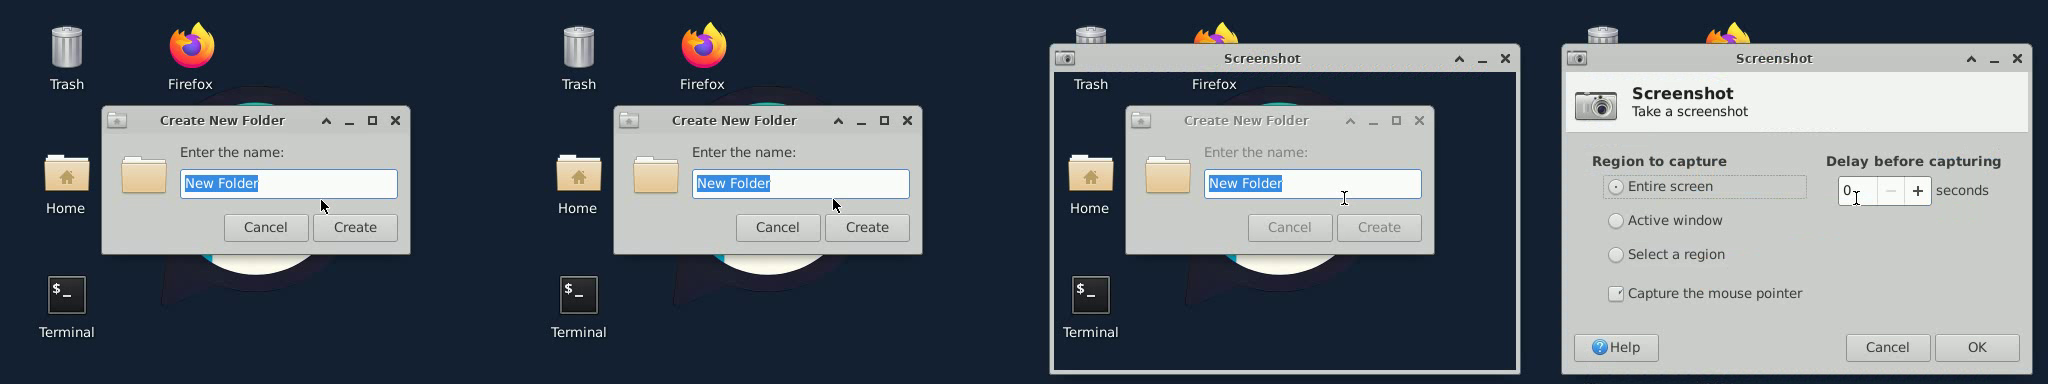 Trash
Firefox
Create New Folder
Enter the name:
New Folder
Cancel
Create
Home
Terminal
Trash
Firefox
Create New Folder
Enter the name:
New Folder
Cancel
Create
Home
Terminal
Screenshot
Trash
Firefox
Create New Folder
Enter the name:
New Folder
Cancel
Create
Home
Terminal
Screenshot
Screenshot
Take a screenshot
Region to capture
Entire screen
Active window
Select a region
Capture the mouse pointer
Delay before capturing
0 − + seconds
Help
Cancel
OK